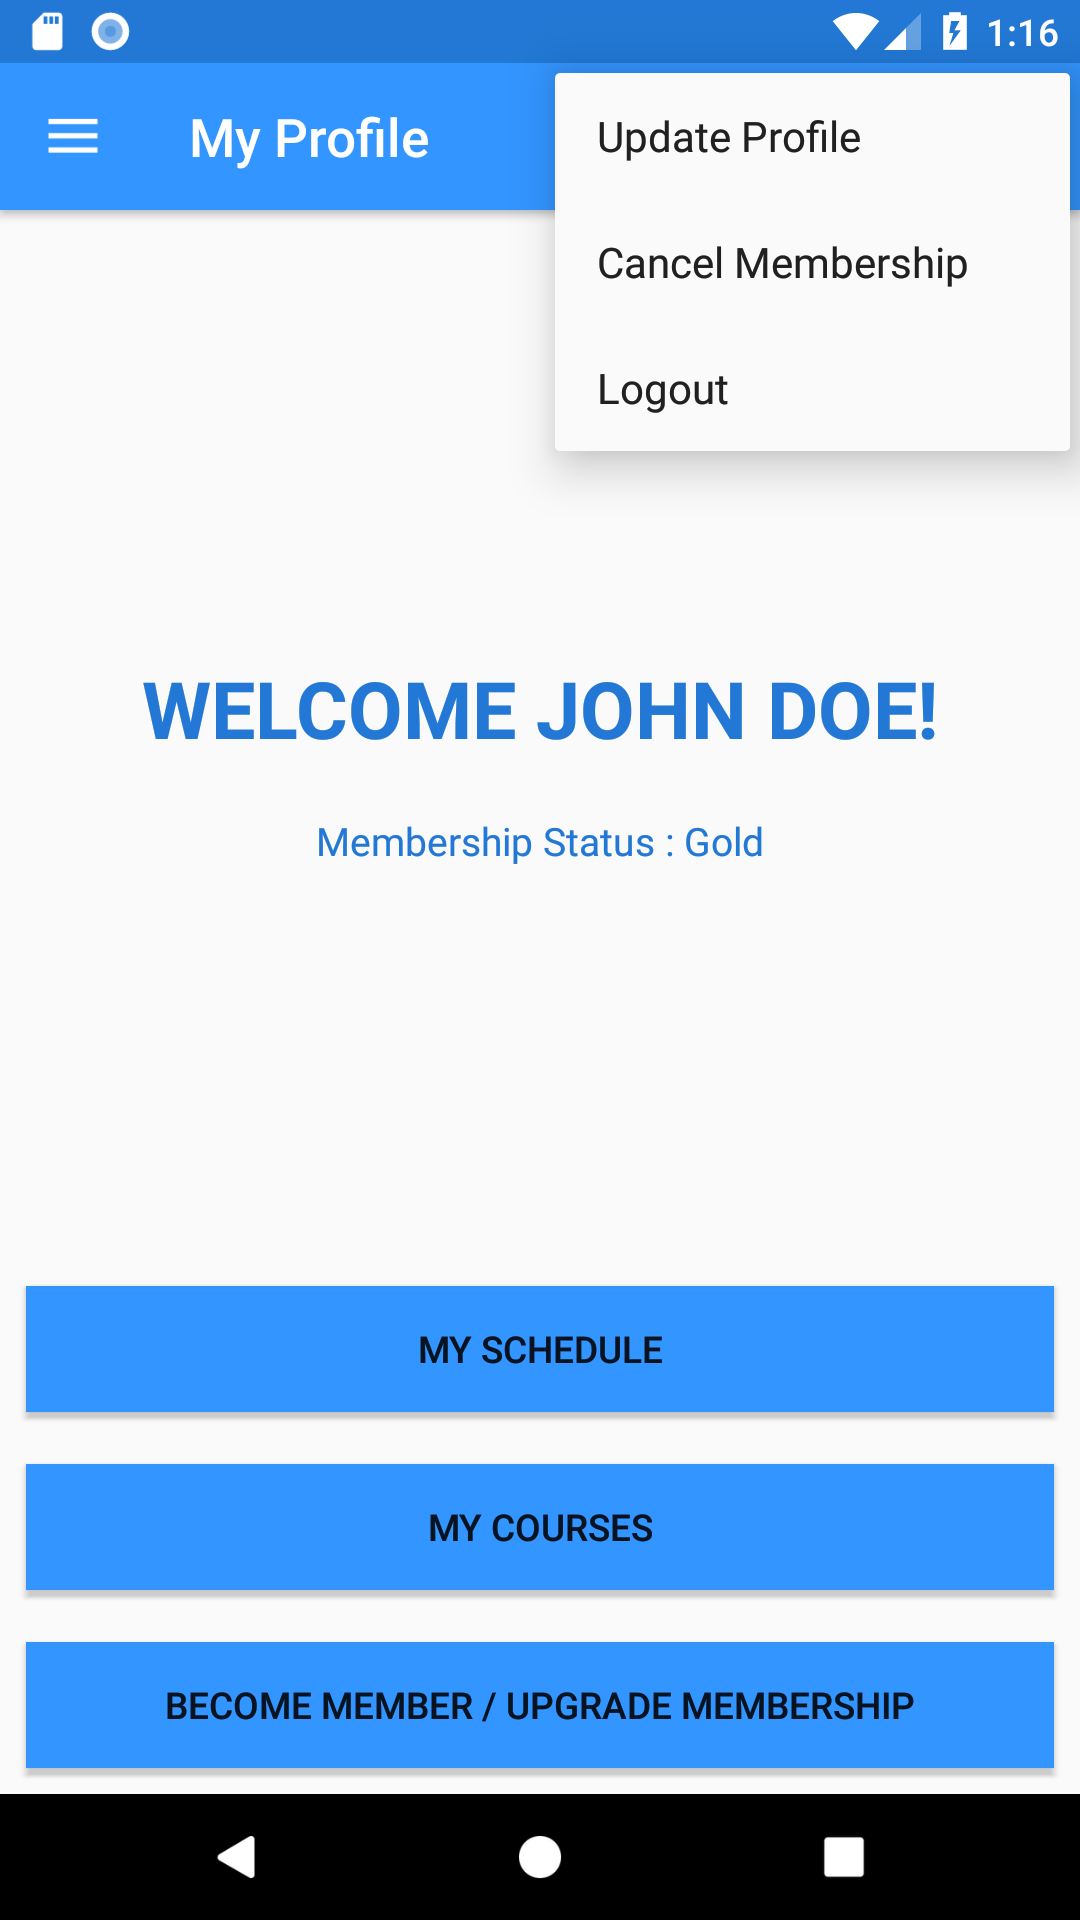 1:16
My Profile
Update Profile
Cancel Membership
Logout
WELCOME JOHN DOE!
Membership Status : Gold
MY SCHEDULE
MY COURSES
BECOME MEMBER / UPGRADE MEMBERSHIP